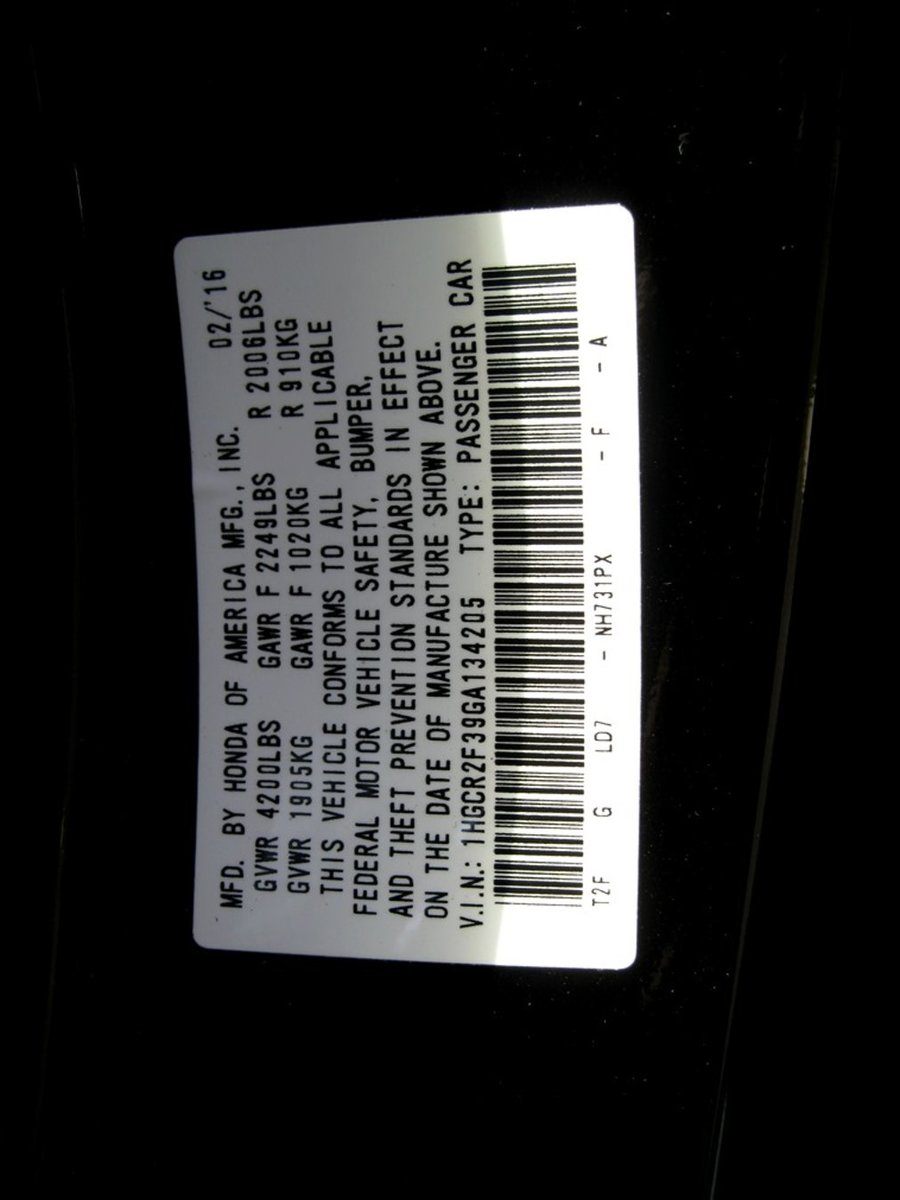 MFD. BY HONDA OF AMERICA MFG., INC. 02/'16
GVWR 4200LBS GAWR F 2249LBS R 2006LBS
GVWR 1905KG GAWR F 1020KG R 910KG
THIS VEHICLE CONFORMS TO ALL APPLICABLE
FEDERAL MOTOR VEHICLE SAFETY, BUMPER,
AND THEFT PREVENTION STANDARDS IN EFFECT
ON THE DATE OF MANUFACTURE SHOWN ABOVE.
V.I.N.: 1HGCR2F39GA134205 TYPE: PASSENGER CAR
T2F G LD7 - NH731PX - F - A